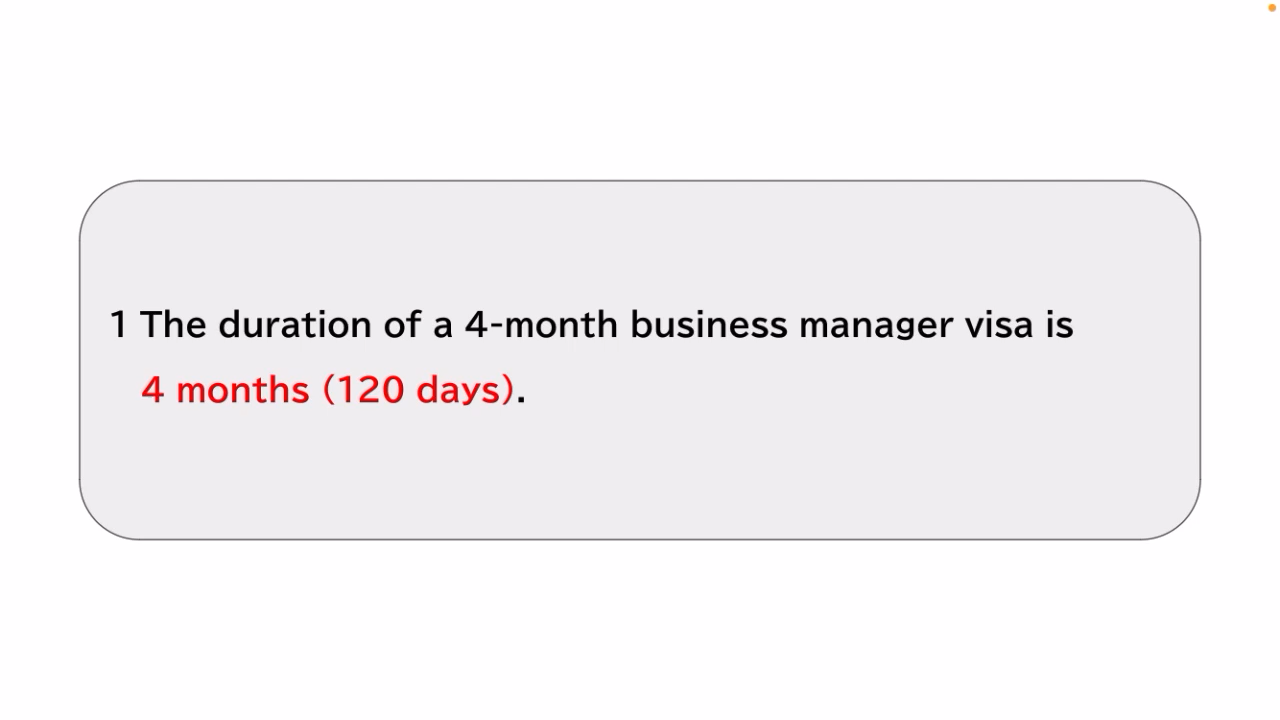 1 The duration of a 4-month business manager visa is
4 months (120 days).